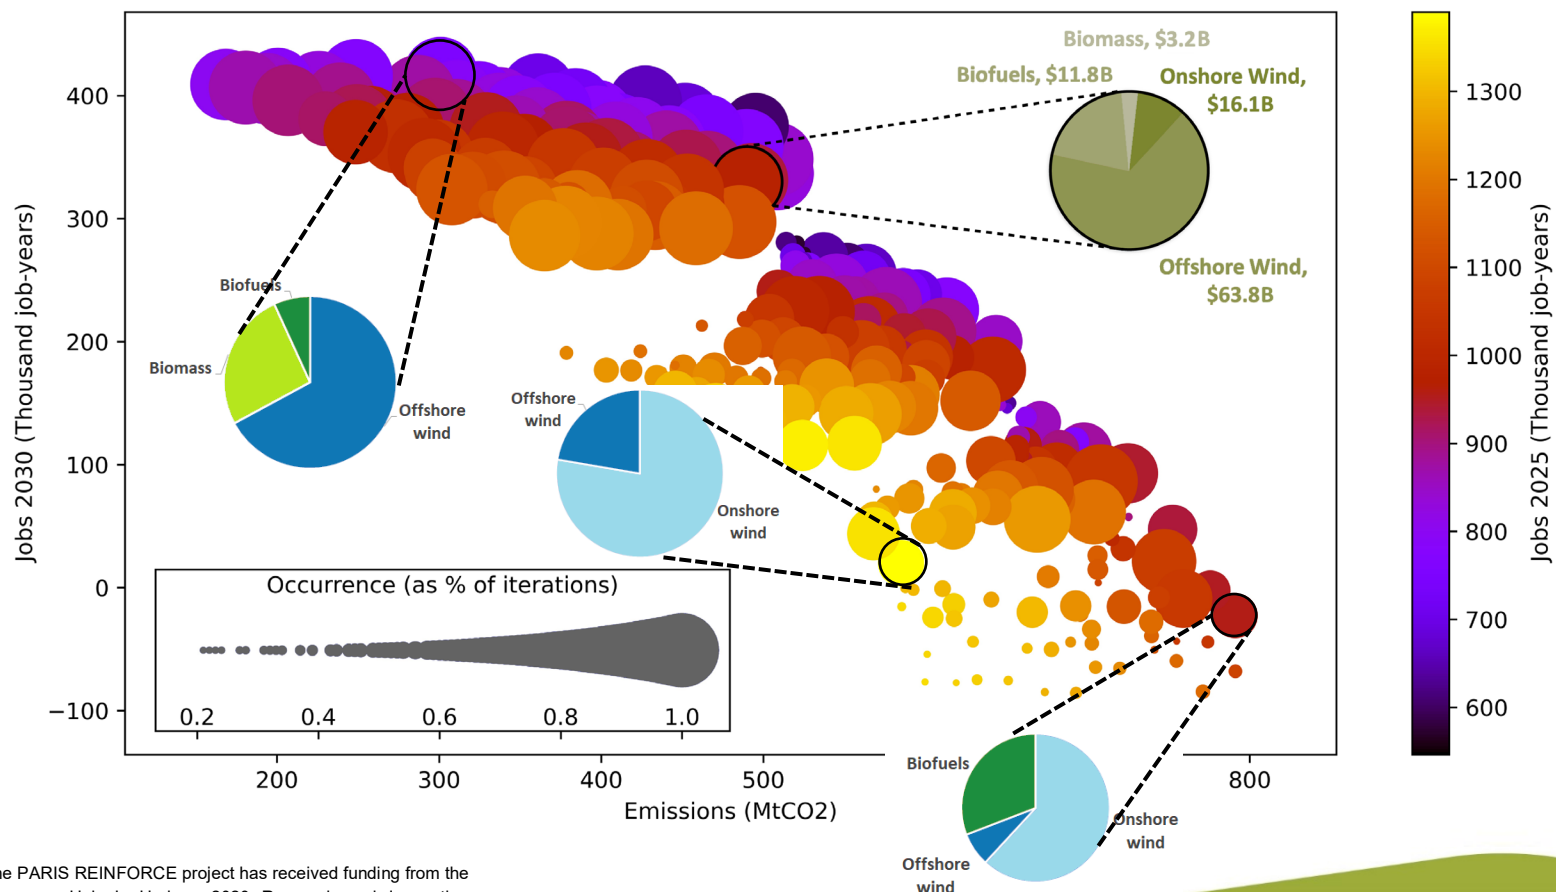 Biomass, $3.2B
Biofuels, $11.8B
Onshore Wind,
$16.1B
Offshore Wind,
$63.8B
400
300
200
100
0
−100
Jobs 2030 (Thousand job-years)
Biofuels
Biomass
Offshore
wind
Offshore
wind
Onshore
wind
Occurrence (as % of iterations)
0.2
0.4
0.6
0.8
1.0
200
300
400
500
800
Emissions (MtCO2)
Biofuels
Onshore
wind
Offshore
wind
1300
1200
1100
1000
900
800
700
600
Jobs 2025 (Thousand job-years)
he PARIS REINFORCE project has received funding from the